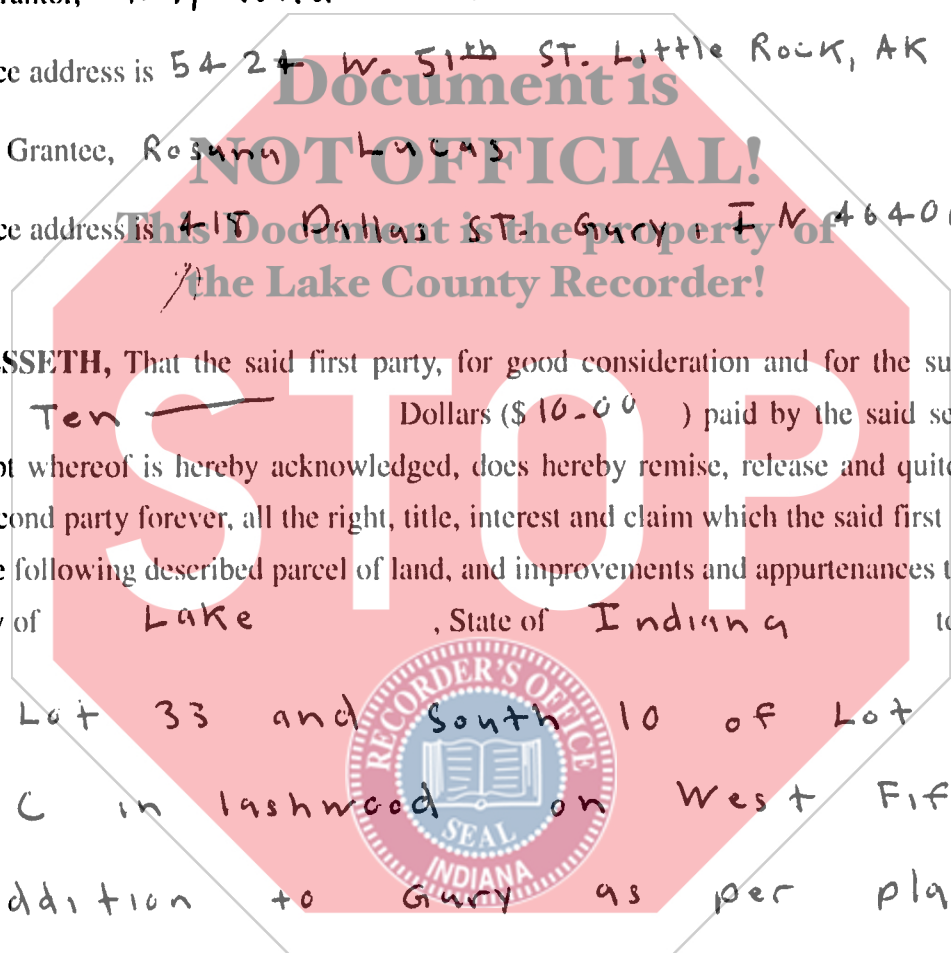 ce address is 5424 W. 51th ST. Little Rock, AK
Document is
Grantee, Rosana Lucas
NOT OFFICIAL!
ce address is 418 Dallas ST. Gary, IN 4640
This Document is the property of
the Lake County Recorder!
SSETH, That the said first party, for good consideration and for the su
Ten Dollars ($ 10.00 ) paid by the said se
pt whereof is hereby acknowledged, does hereby remise, release and quitc
cond party forever, all the right, title, interest and claim which the said first
e following described parcel of land, and improvements and appurtenances t
y of Lake , State of Indiana to
STOP
Lot 33 and South 10 of Lot
C in lashwood on West Fif
ddition to Gary as per pla
RECORDER'S OFFICE
SEAL
INDIANA